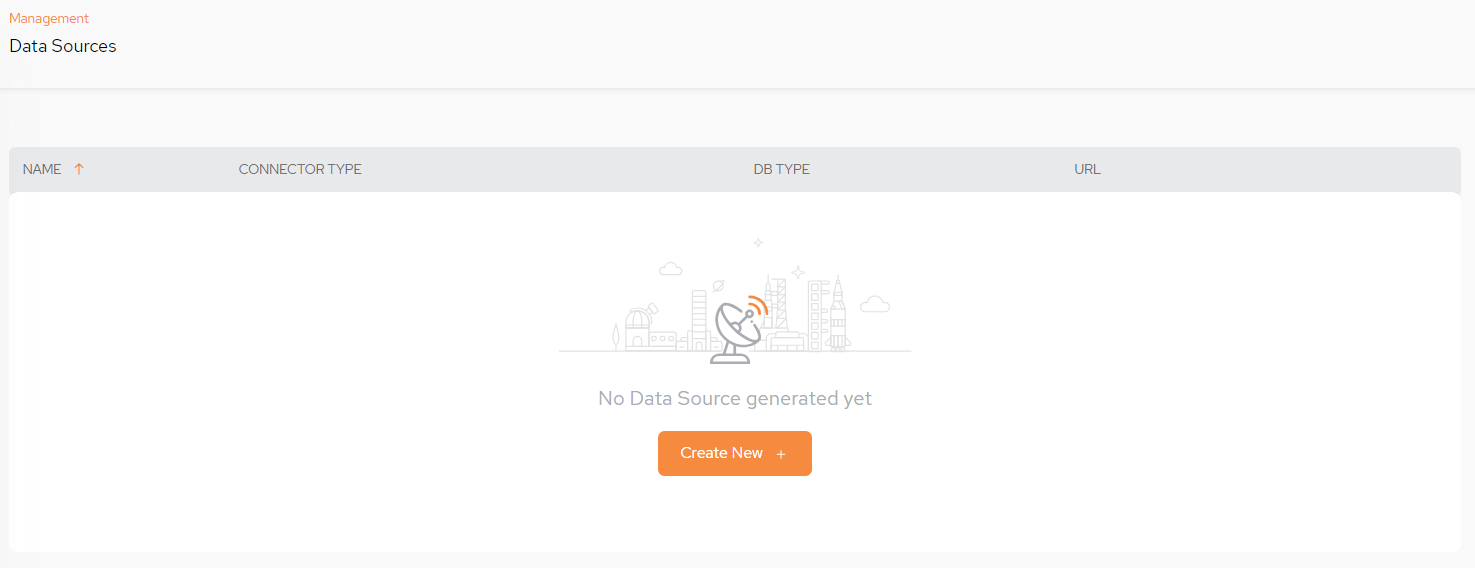 Management
Data Sources
NAME ↑ CONNECTOR TYPE DB TYPE URL
No Data Source generated yet
Create New +